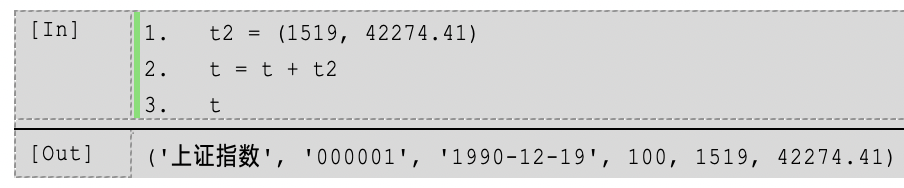 [In]
1. t2 = (1519, 42274.41)
2. t = t + t2
3. t
[Out]
('上证指数', '000001', '1990-12-19', 100, 1519, 42274.41)